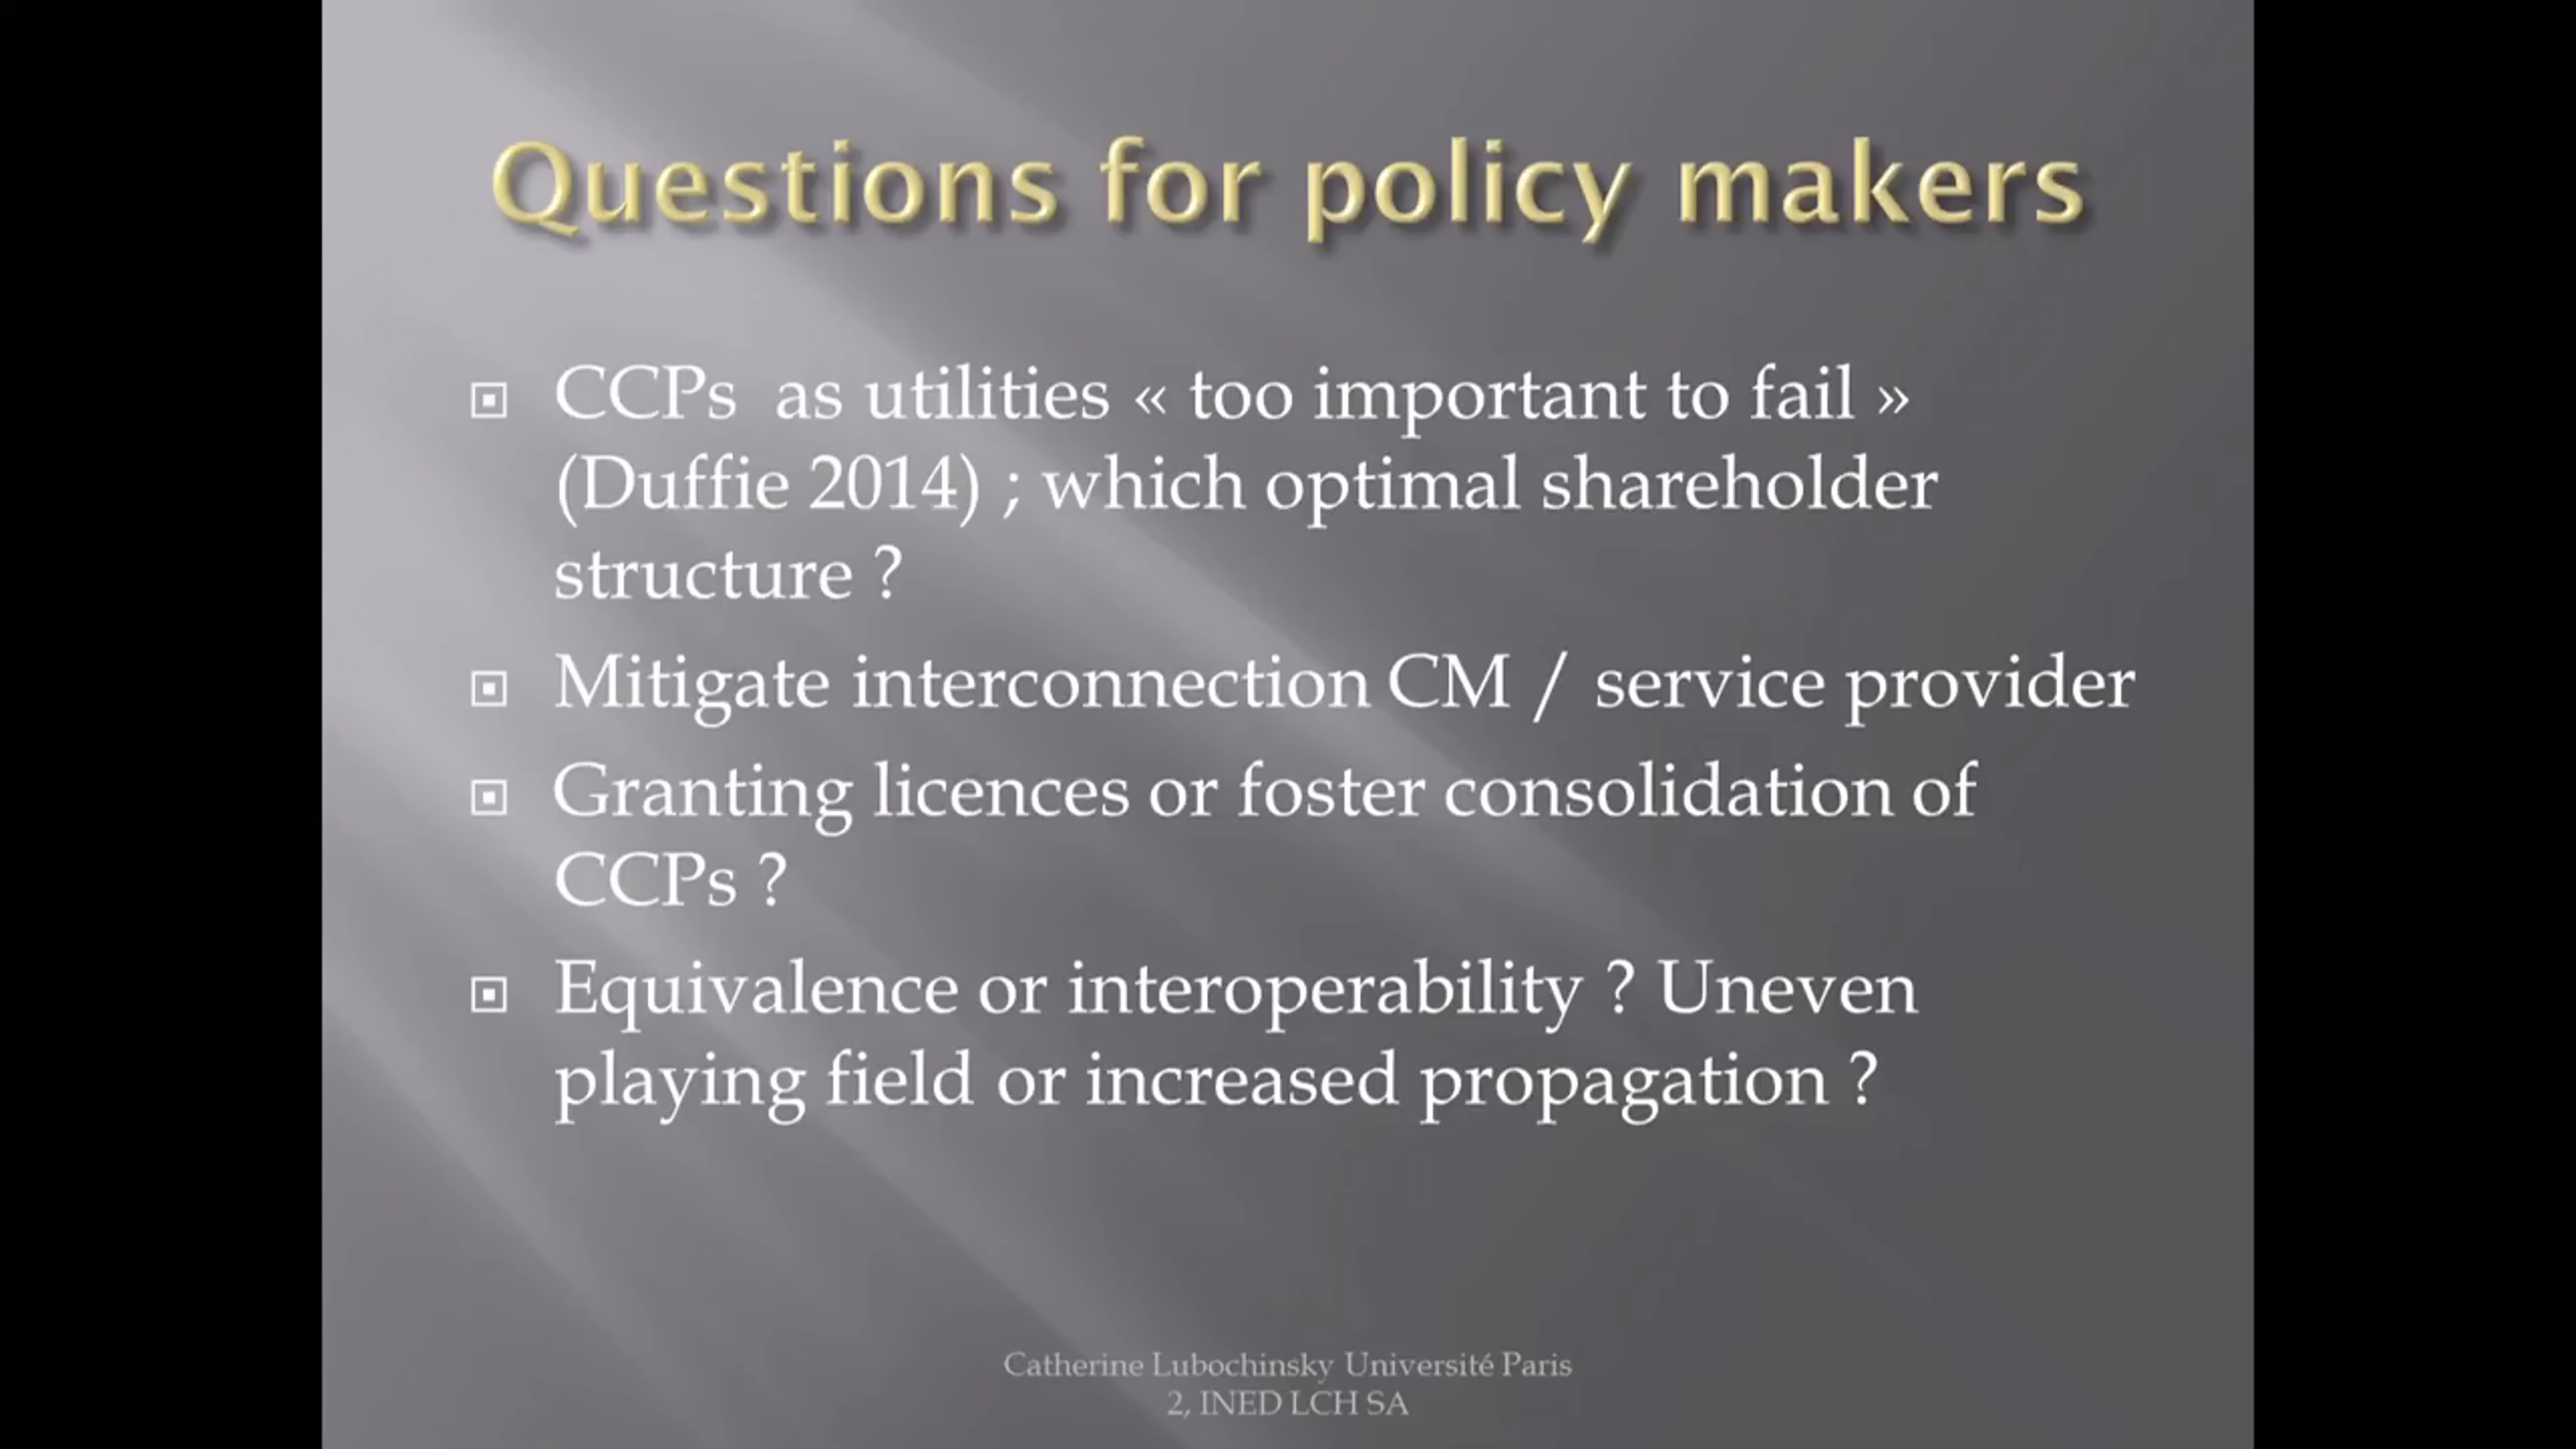 Questions for policy makers
CCPs  as utilities « too important to fail »
(Duffie 2014) ; which optimal shareholder
structure ?
Mitigate interconnection CM / service provider
Granting licences or foster consolidation of
CCPs ?
Equivalence or interoperability ? Uneven
playing field or increased propagation ?
Catherine Lubochinsky Université Paris
2, INED LCH SA